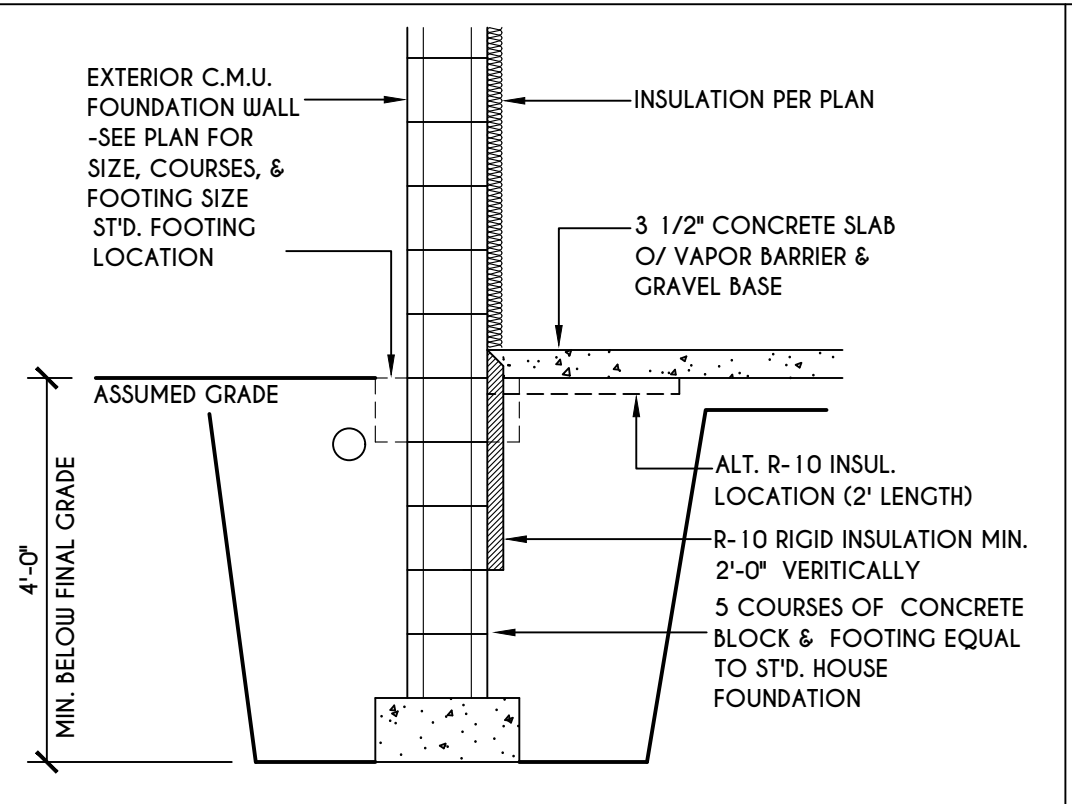 EXTERIOR C.M.U.
FOUNDATION WALL
-SEE PLAN FOR
SIZE, COURSES, &
FOOTING SIZE
ST'D. FOOTING
LOCATION
INSULATION PER PLAN
3 1/2" CONCRETE SLAB
O/ VAPOR BARRIER &
GRAVEL BASE
ASSUMED GRADE
4'-0"
MIN. BELOW FINAL GRADE
ALT. R-10 INSUL.
LOCATION (2' LENGTH)
R-10 RIGID INSULATION MIN.
2'-0" VERITICALLY
5 COURSES OF CONCRETE
BLOCK & FOOTING EQUAL
TO ST'D. HOUSE
FOUNDATION